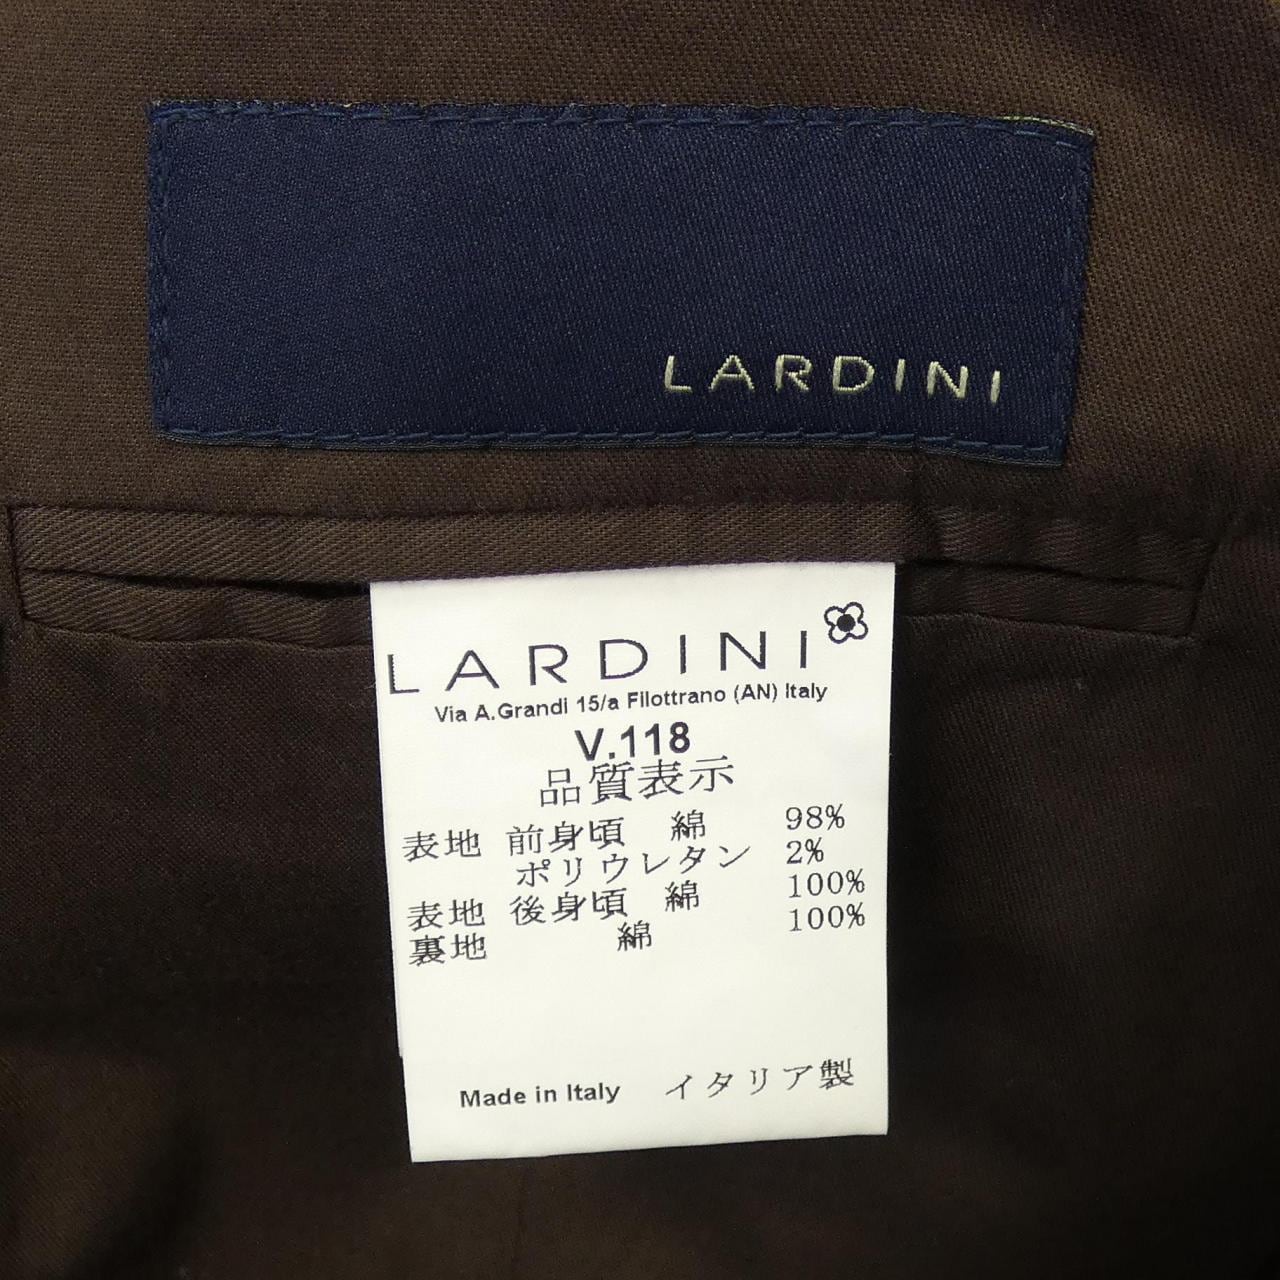 LARDINI
LARDINI
Via A.Grandi 15/a Filottrano (AN) Italy
V.118
品質表示
表地 前身頃 綿 98%
ポリウレタン 2%
表地 後身頃 綿 100%
裏地 綿 100%
Made in Italy イタリア製